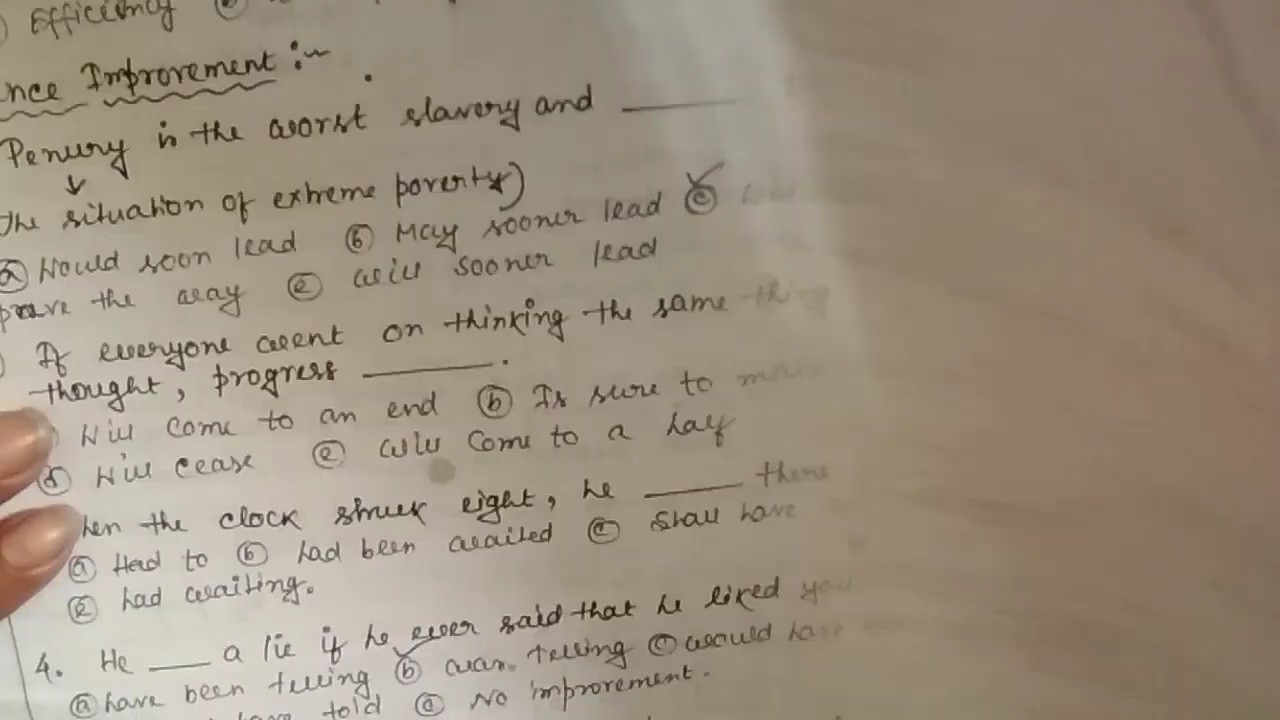 Efficiency
nce Improvement :~
Penury is the worst slavery and ______
the situation of extreme poverty)
(a) Would soon lead (b) May sooner lead (c)
the way (e) will sooner lead
If everyone went on thinking the same
thought, progress ______.
Will come to an end (b) Is sure to
(d) Will cease (e) will come to a
hen the clock struck eight, he ______ there
(a) Had to (b) had been awaited (c) Shall have
(e) had awaiting.
4. He ____ a lie if he ever said that he liked you
(a) have been telling (b) was telling (c) would have
told (e) No improvement.